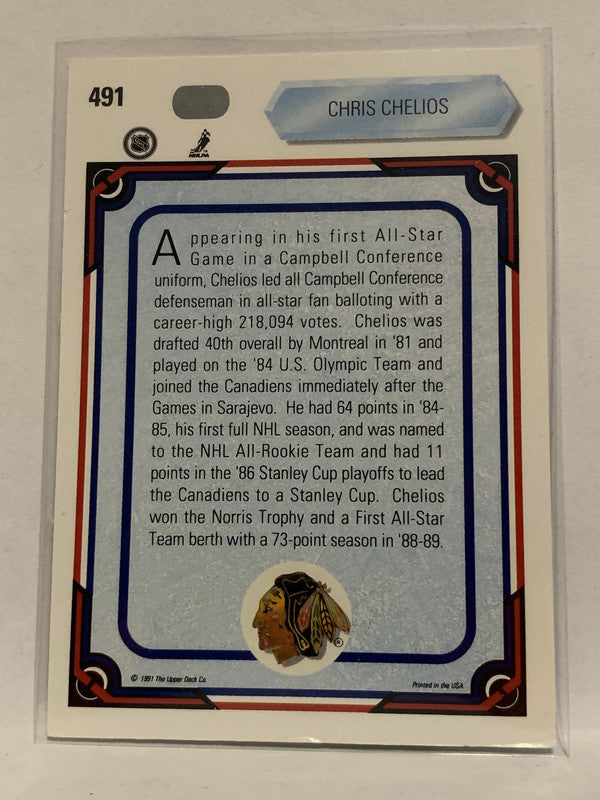 491
CHRIS CHELIOS
NHL
NHLPA
Appearing in his first All-Star
Game in a Campbell Conference
uniform, Chelios led all Campbell Conference
defenseman in all-star fan balloting with a
career-high 218,094 votes. Chelios was
drafted 40th overall by Montreal in '81 and
played on the '84 U.S. Olympic Team and
joined the Canadiens immediately after the
Games in Sarajevo. He had 64 points in '84-
85, his first full NHL season, and was named
to the NHL All-Rookie Team and had 11
points in the '86 Stanley Cup playoffs to lead
the Canadiens to a Stanley Cup. Chelios
won the Norris Trophy and a First All-Star
Team berth with a 73-point season in '88-89.
®
© 1991 The Upper Deck Co.
Printed in the USA